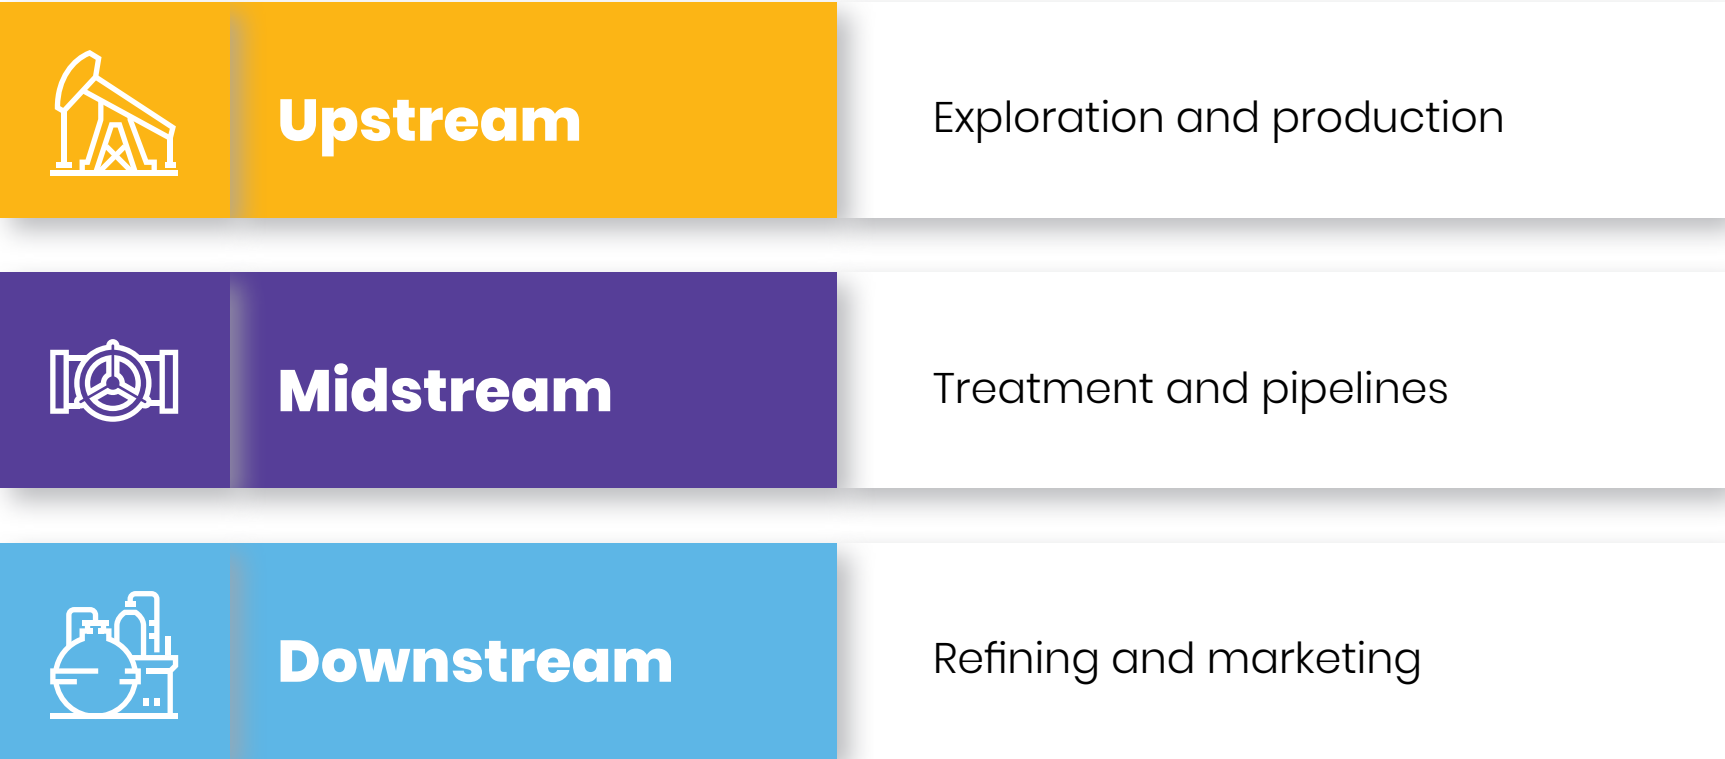 Upstream
Exploration and production
Midstream
Treatment and pipelines
Downstream
Refining and marketing